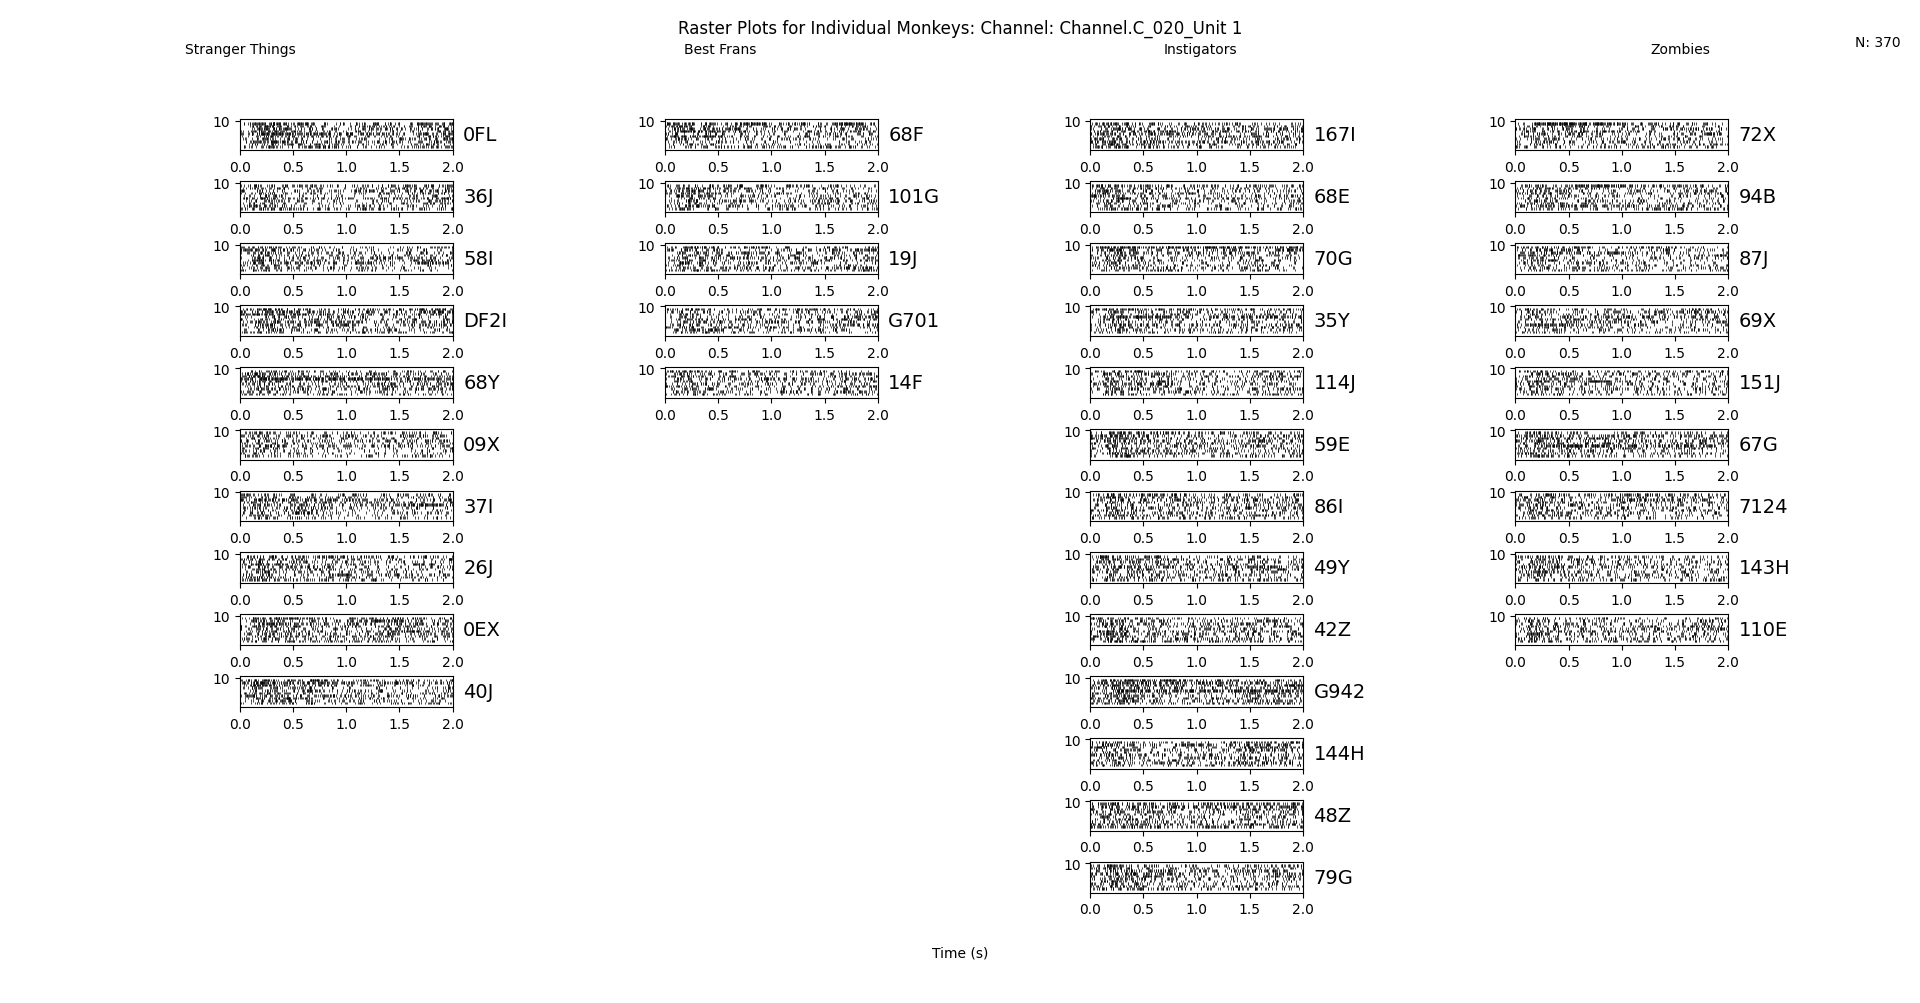 Raster Plots for Individual Monkeys: Channel: Channel.C_020_Unit 1
N: 370
Stranger Things Best Frans Instigators Zombies
10 0FL 10 68F 10 167I 10 72X
0.0 0.5 1.0 1.5 2.0 0.0 0.5 1.0 1.5 2.0 0.0 0.5 1.0 1.5 2.0 0.0 0.5 1.0 1.5 2.0
10 36J 10 101G 10 68E 10 94B
0.0 0.5 1.0 1.5 2.0 0.0 0.5 1.0 1.5 2.0 0.0 0.5 1.0 1.5 2.0 0.0 0.5 1.0 1.5 2.0
10 58I 10 19J 10 70G 10 87J
0.0 0.5 1.0 1.5 2.0 0.0 0.5 1.0 1.5 2.0 0.0 0.5 1.0 1.5 2.0 0.0 0.5 1.0 1.5 2.0
10 DF2I 10 G701 10 35Y 10 69X
0.0 0.5 1.0 1.5 2.0 0.0 0.5 1.0 1.5 2.0 0.0 0.5 1.0 1.5 2.0 0.0 0.5 1.0 1.5 2.0
10 68Y 10 14F 10 114J 10 151J
0.0 0.5 1.0 1.5 2.0 0.0 0.5 1.0 1.5 2.0 0.0 0.5 1.0 1.5 2.0 0.0 0.5 1.0 1.5 2.0
10 09X 10 59E 10 67G
0.0 0.5 1.0 1.5 2.0 0.0 0.5 1.0 1.5 2.0 0.0 0.5 1.0 1.5 2.0
10 37I 10 86I 10 7124
0.0 0.5 1.0 1.5 2.0 0.0 0.5 1.0 1.5 2.0 0.0 0.5 1.0 1.5 2.0
10 26J 10 49Y 10 143H
0.0 0.5 1.0 1.5 2.0 0.0 0.5 1.0 1.5 2.0 0.0 0.5 1.0 1.5 2.0
10 0EX 10 42Z 10 110E
0.0 0.5 1.0 1.5 2.0 0.0 0.5 1.0 1.5 2.0 0.0 0.5 1.0 1.5 2.0
10 40J 10 G942
0.0 0.5 1.0 1.5 2.0 0.0 0.5 1.0 1.5 2.0
10 144H
0.0 0.5 1.0 1.5 2.0
10 48Z
0.0 0.5 1.0 1.5 2.0
10 79G
0.0 0.5 1.0 1.5 2.0
Time (s)